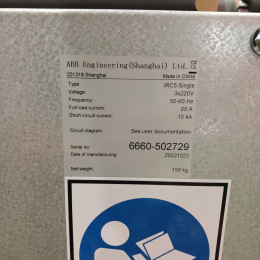 ABB Engineering(Shanghai) Ltd.
201319 Shanghai Made in China
Type: IRC5 Single
Voltage: 3x220V
Frequency: 50-60 Hz
Full load current: 25 A
Short circuit current: 10 kA
Circuit diagram: See user documentation
Serial no: 6660-502729
Date of manufacturing: 20221222
Net weight: 150 kg